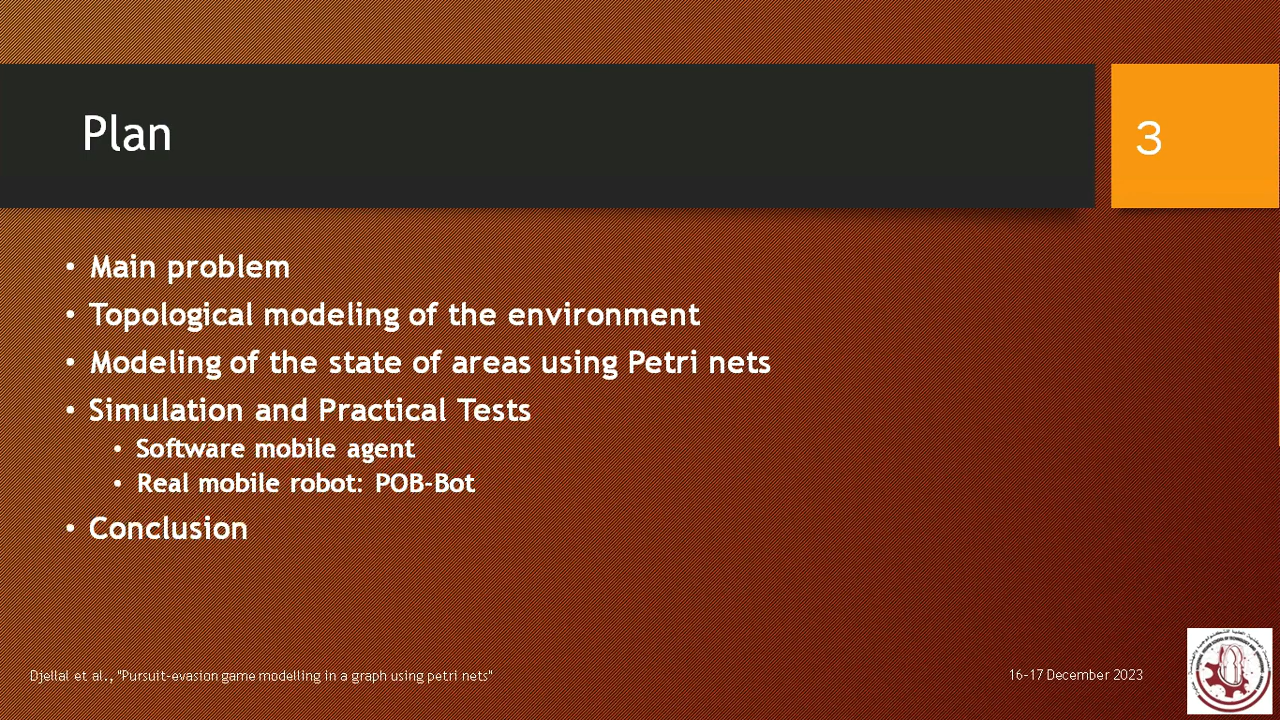 Plan
3
• Main problem
• Topological modeling of the environment
• Modeling of the state of areas using Petri nets
• Simulation and Practical Tests
• Software mobile agent
• Real mobile robot: POB-Bot
• Conclusion
Djellal et al., "Pursuit-evasion game modelling in a graph using petri nets"
16-17 December 2023